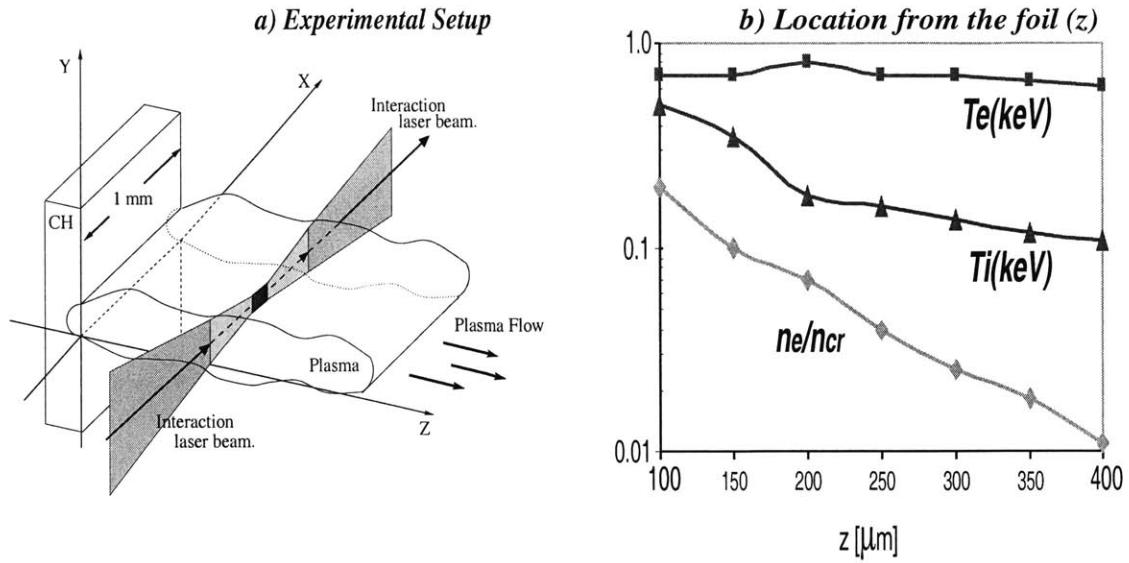 a) Experimental Setup
Y
X
Interaction
laser beam.
1 mm
CH
Plasma Flow
Plasma
Z
Interaction
laser beam.
b) Location from the foil (z)
1.0
Te(keV)
0.1
Ti(keV)
ne/ncr
0.01
100 150 200 250 300 350 400
z [μm]